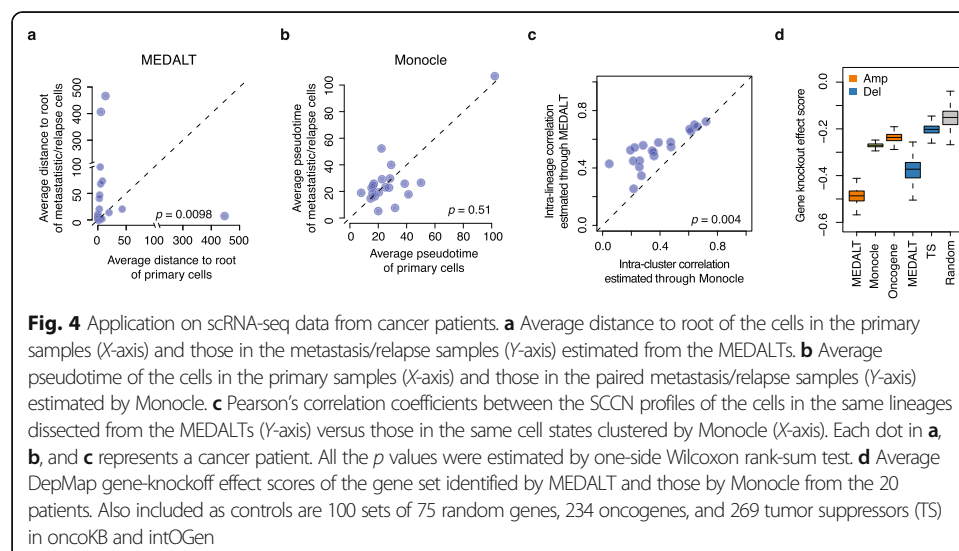 a
b
c
d
MEDALT
Monocle
Average distance to root
of metastatistic/relapse cells
500
400
300
200
100
100
50
0
0 50 100 300 400 500
p = 0.0098
Average distance to root
of primary cells
Average pseudotime
of metastatistic/relapse cells
100
80
60
40
20
0
0 20 40 60 80 100
p = 0.51
Average pseudotime
of primary cells
Intra-lineage correlation
estimated through MEDALT
0.8
0.4
0.0
0.0 0.4 0.8
p = 0.004
Intra-cluster correlation
estimated through Monocle
Gene knockout effect score
0.0
−0.2
−0.4
−0.6
Amp
Del
MEDALT
Monocle
Oncogene
MEDALT
TS
Random
Fig. 4 Application on scRNA-seq data from cancer patients. a Average distance to root of the cells in the primary
samples (X-axis) and those in the metastasis/relapse samples (Y-axis) estimated from the MEDALTs. b Average
pseudotime of the cells in the primary samples (X-axis) and those in the paired metastasis/relapse samples (Y-axis)
estimated by Monocle. c Pearson's correlation coefficients between the SCCN profiles of the cells in the same lineages
dissected from the MEDALTs (Y-axis) versus those in the same cell states clustered by Monocle (X-axis). Each dot in a,
b, and c represents a cancer patient. All the p values were estimated by one-side Wilcoxon rank-sum test. d Average
DepMap gene-knockoff effect scores of the gene set identified by MEDALT and those by Monocle from the 20
patients. Also included as controls are 100 sets of 75 random genes, 234 oncogenes, and 269 tumor suppressors (TS)
in oncoKB and intOGen